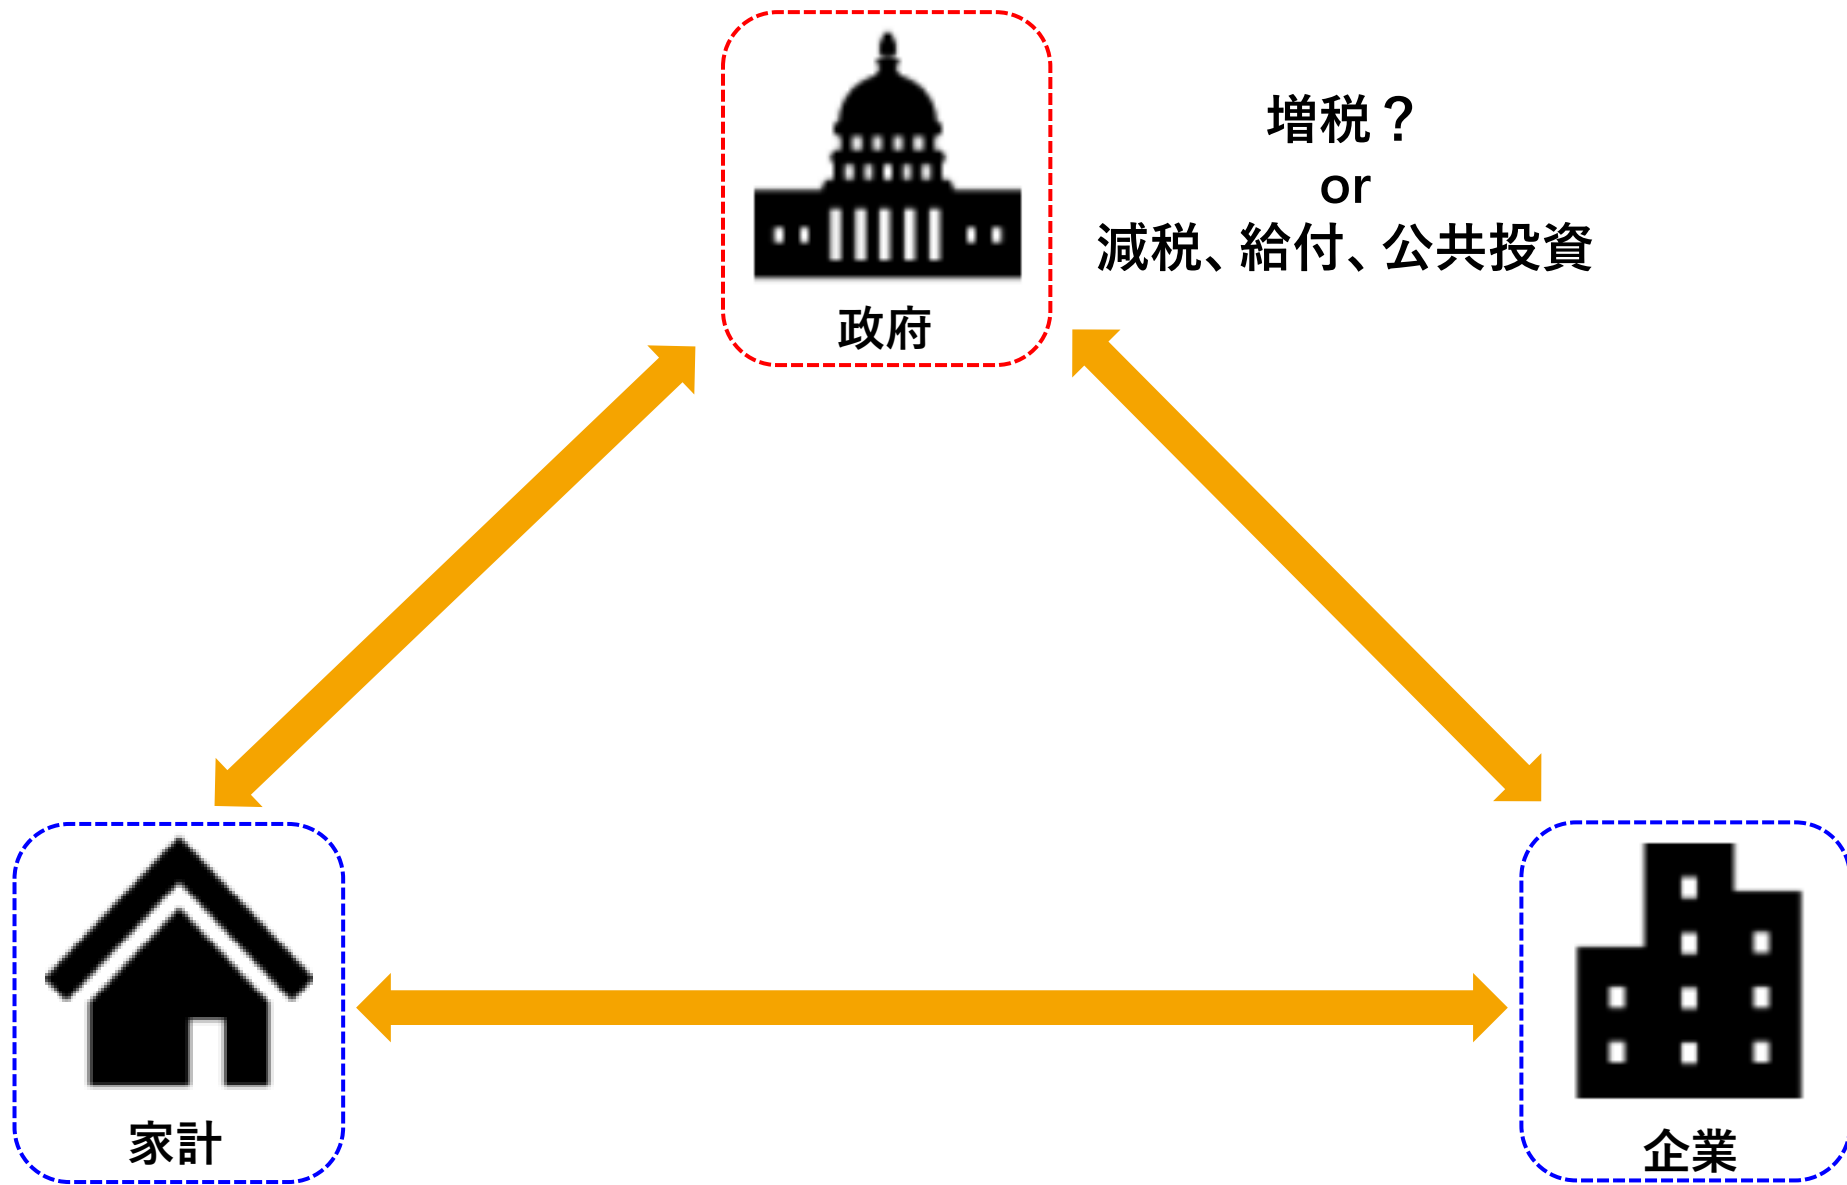 増税？
or
減税、給付、公共投資
政府
家計
企業